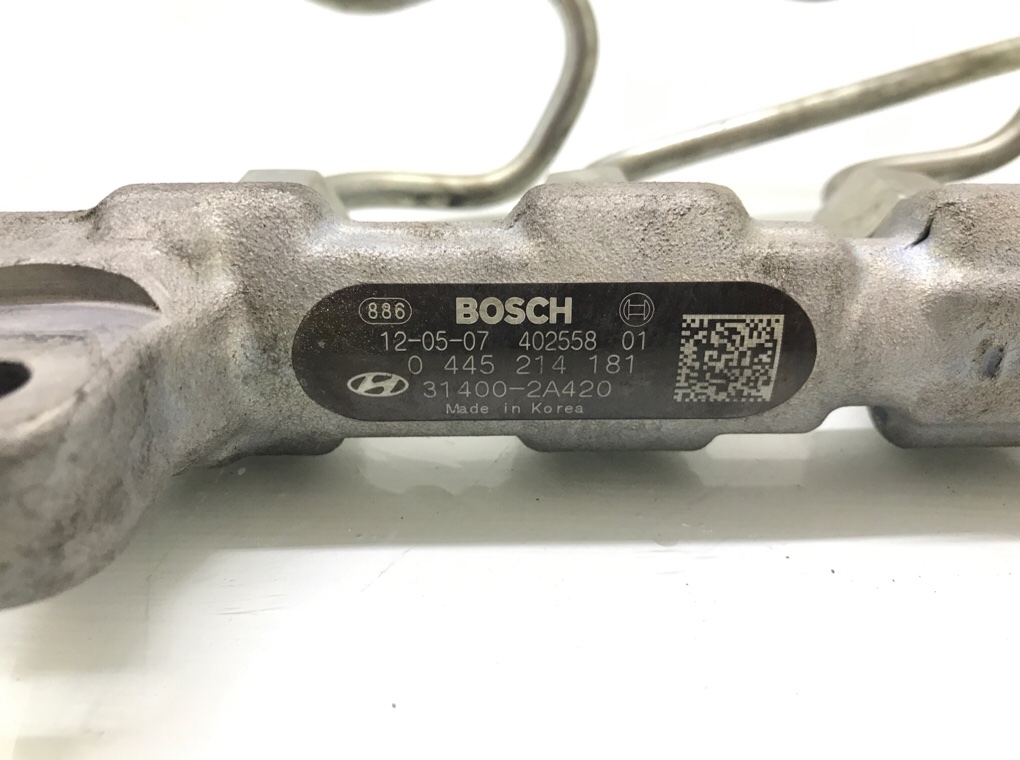 886 BOSCH
12-05-07 402558 01
0 445 214 181
31400-2A420
Made in Korea